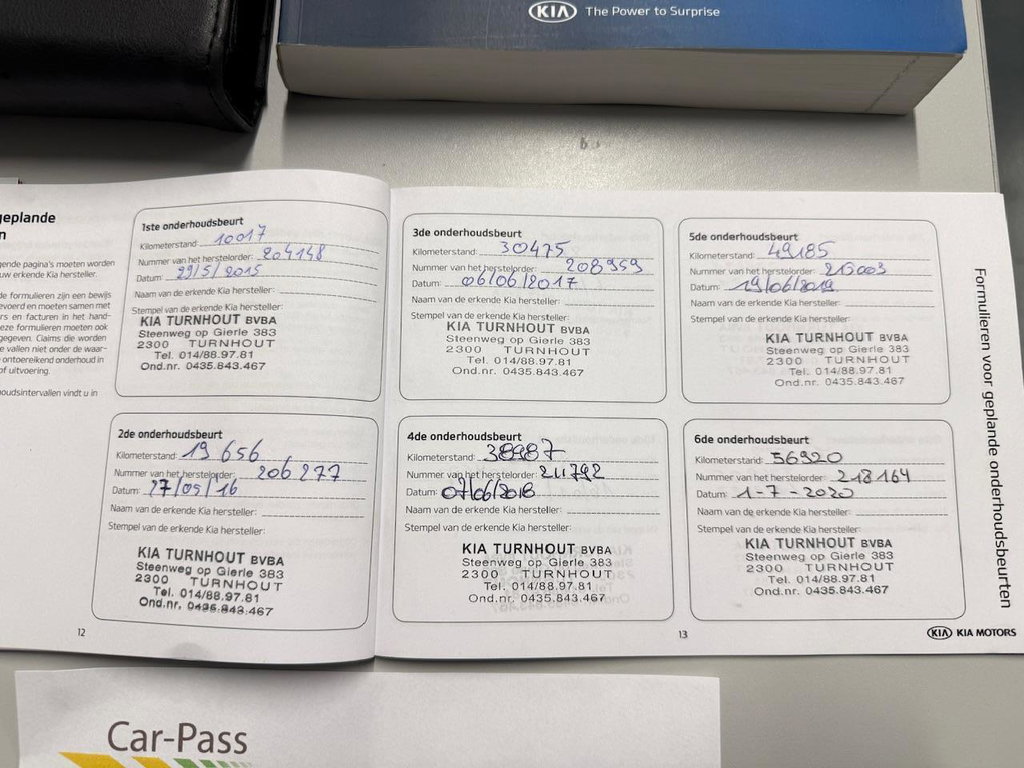 KIA The Power to Surprise
geplande
n
gende pagina's moeten worden
uw erkende Kia hersteller.
de formulieren zijn een bewijs
evoerd en moeten samen met
rs en facturen in het hand-
eze formulieren moeten ook
gegeven. Claims die worden
e vallen niet onder de waar-
ontoereikend onderhoud in
of uitvoering.
oudsintervallen vindt u in
1ste onderhoudsbeurt
Kilometerstand: 10017
Nummer van het herstelorder: 204148
Datum: 29/5/2015
Naam van de erkende Kia hersteller:
Stempel van de erkende Kia hersteller:
KIA TURNHOUT BVBA
Steenweg op Gierle 383
2300 TURNHOUT
Tel. 014/88.97.81
Ond.nr. 0435.843.467
2de onderhoudsbeurt
Kilometerstand: 19 656
Nummer van het herstelorder: 206277
Datum: 27/05/16
Naam van de erkende Kia hersteller:
Stempel van de erkende Kia hersteller:
KIA TURNHOUT BVBA
Steenweg op Gierle 383
2300 TURNHOUT
Tel. 014/88.97.81
Ond.nr. 0435.843.467
12
3de onderhoudsbeurt
Kilometerstand: 30475
Nummer van het herstelorder: 208959
Datum: 06/06/2017
Naam van de erkende Kia hersteller:
Stempel van de erkende Kia hersteller:
KIA TURNHOUT BVBA
Steenweg op Gierle 383
2300 TURNHOUT
Tel. 014/88.97.81
Ond.nr. 0435.843.467
4de onderhoudsbeurt
Kilometerstand: 38987
Nummer van het herstelorder: 211792
Datum: 07/06/2018
Naam van de erkende Kia hersteller:
Stempel van de erkende Kia hersteller:
KIA TURNHOUT BVBA
Steenweg op Gierle 383
2300 TURNHOUT
Tel. 014/88.97.81
Ond.nr. 0435.843.467
5de onderhoudsbeurt
Kilometerstand: 49185
Nummer van het herstelorder: 215003
Datum: 19/06/2019
Naam van de erkende Kia hersteller:
Stempel van de erkende Kia hersteller:
KIA TURNHOUT BVBA
Steenweg op Gierle 383
2300 TURNHOUT
Tel. 014/88.97.81
Ond.nr. 0435.843.467
6de onderhoudsbeurt
Kilometerstand: 56920
Nummer van het herstelorder: 218164
Datum: 1-7-2020
Naam van de erkende Kia hersteller:
Stempel van de erkende Kia hersteller:
KIA TURNHOUT BVBA
Steenweg op Gierle 383
2300 TURNHOUT
Tel. 014/88.97.81
Ond.nr. 0435.843.467
13
Formulieren voor geplande onderhoudsbeurten
KIA KIA MOTORS
Car-Pass